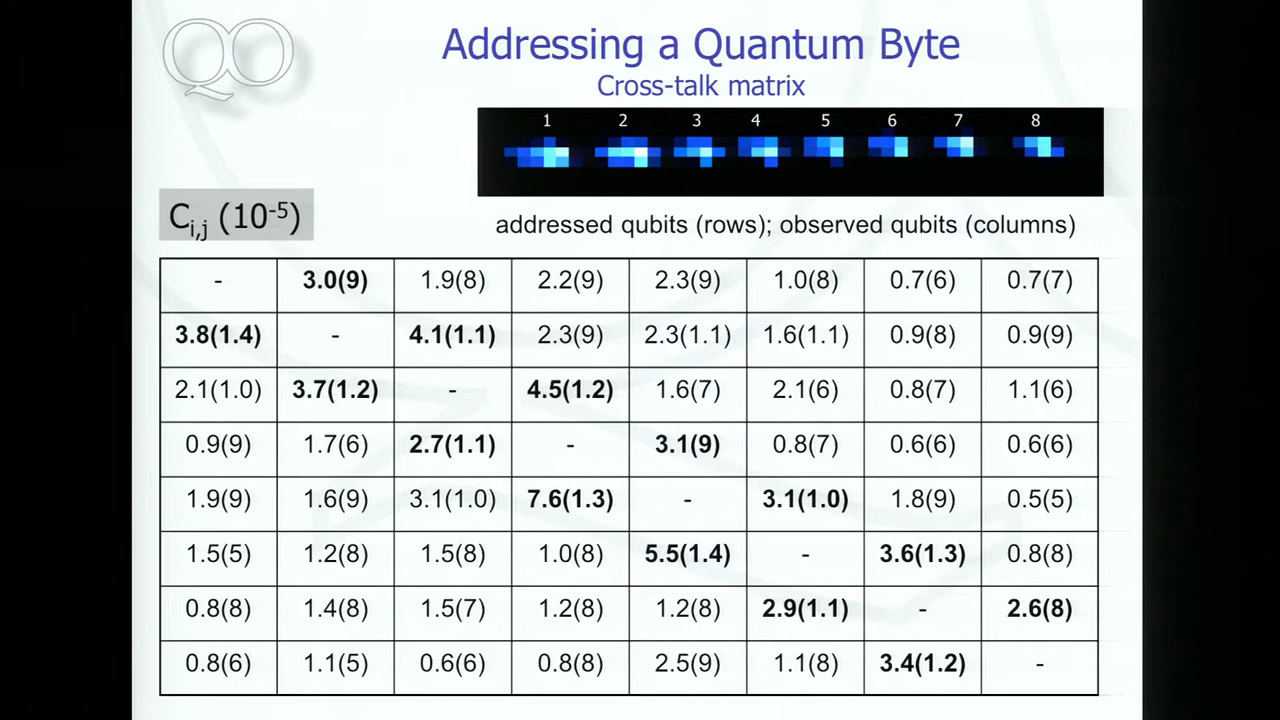 QO
Addressing a Quantum Byte
Cross-talk matrix
1 2 3 4 5 6 7 8
C i,j (10-5)
addressed qubits (rows); observed qubits (columns)
- 3.0(9) 1.9(8) 2.2(9) 2.3(9) 1.0(8) 0.7(6) 0.7(7)
3.8(1.4) - 4.1(1.1) 2.3(9) 2.3(1.1) 1.6(1.1) 0.9(8) 0.9(9)
2.1(1.0) 3.7(1.2) - 4.5(1.2) 1.6(7) 2.1(6) 0.8(7) 1.1(6)
0.9(9) 1.7(6) 2.7(1.1) - 3.1(9) 0.8(7) 0.6(6) 0.6(6)
1.9(9) 1.6(9) 3.1(1.0) 7.6(1.3) - 3.1(1.0) 1.8(9) 0.5(5)
1.5(5) 1.2(8) 1.5(8) 1.0(8) 5.5(1.4) - 3.6(1.3) 0.8(8)
0.8(8) 1.4(8) 1.5(7) 1.2(8) 1.2(8) 2.9(1.1) - 2.6(8)
0.8(6) 1.1(5) 0.6(6) 0.8(8) 2.5(9) 1.1(8) 3.4(1.2) -